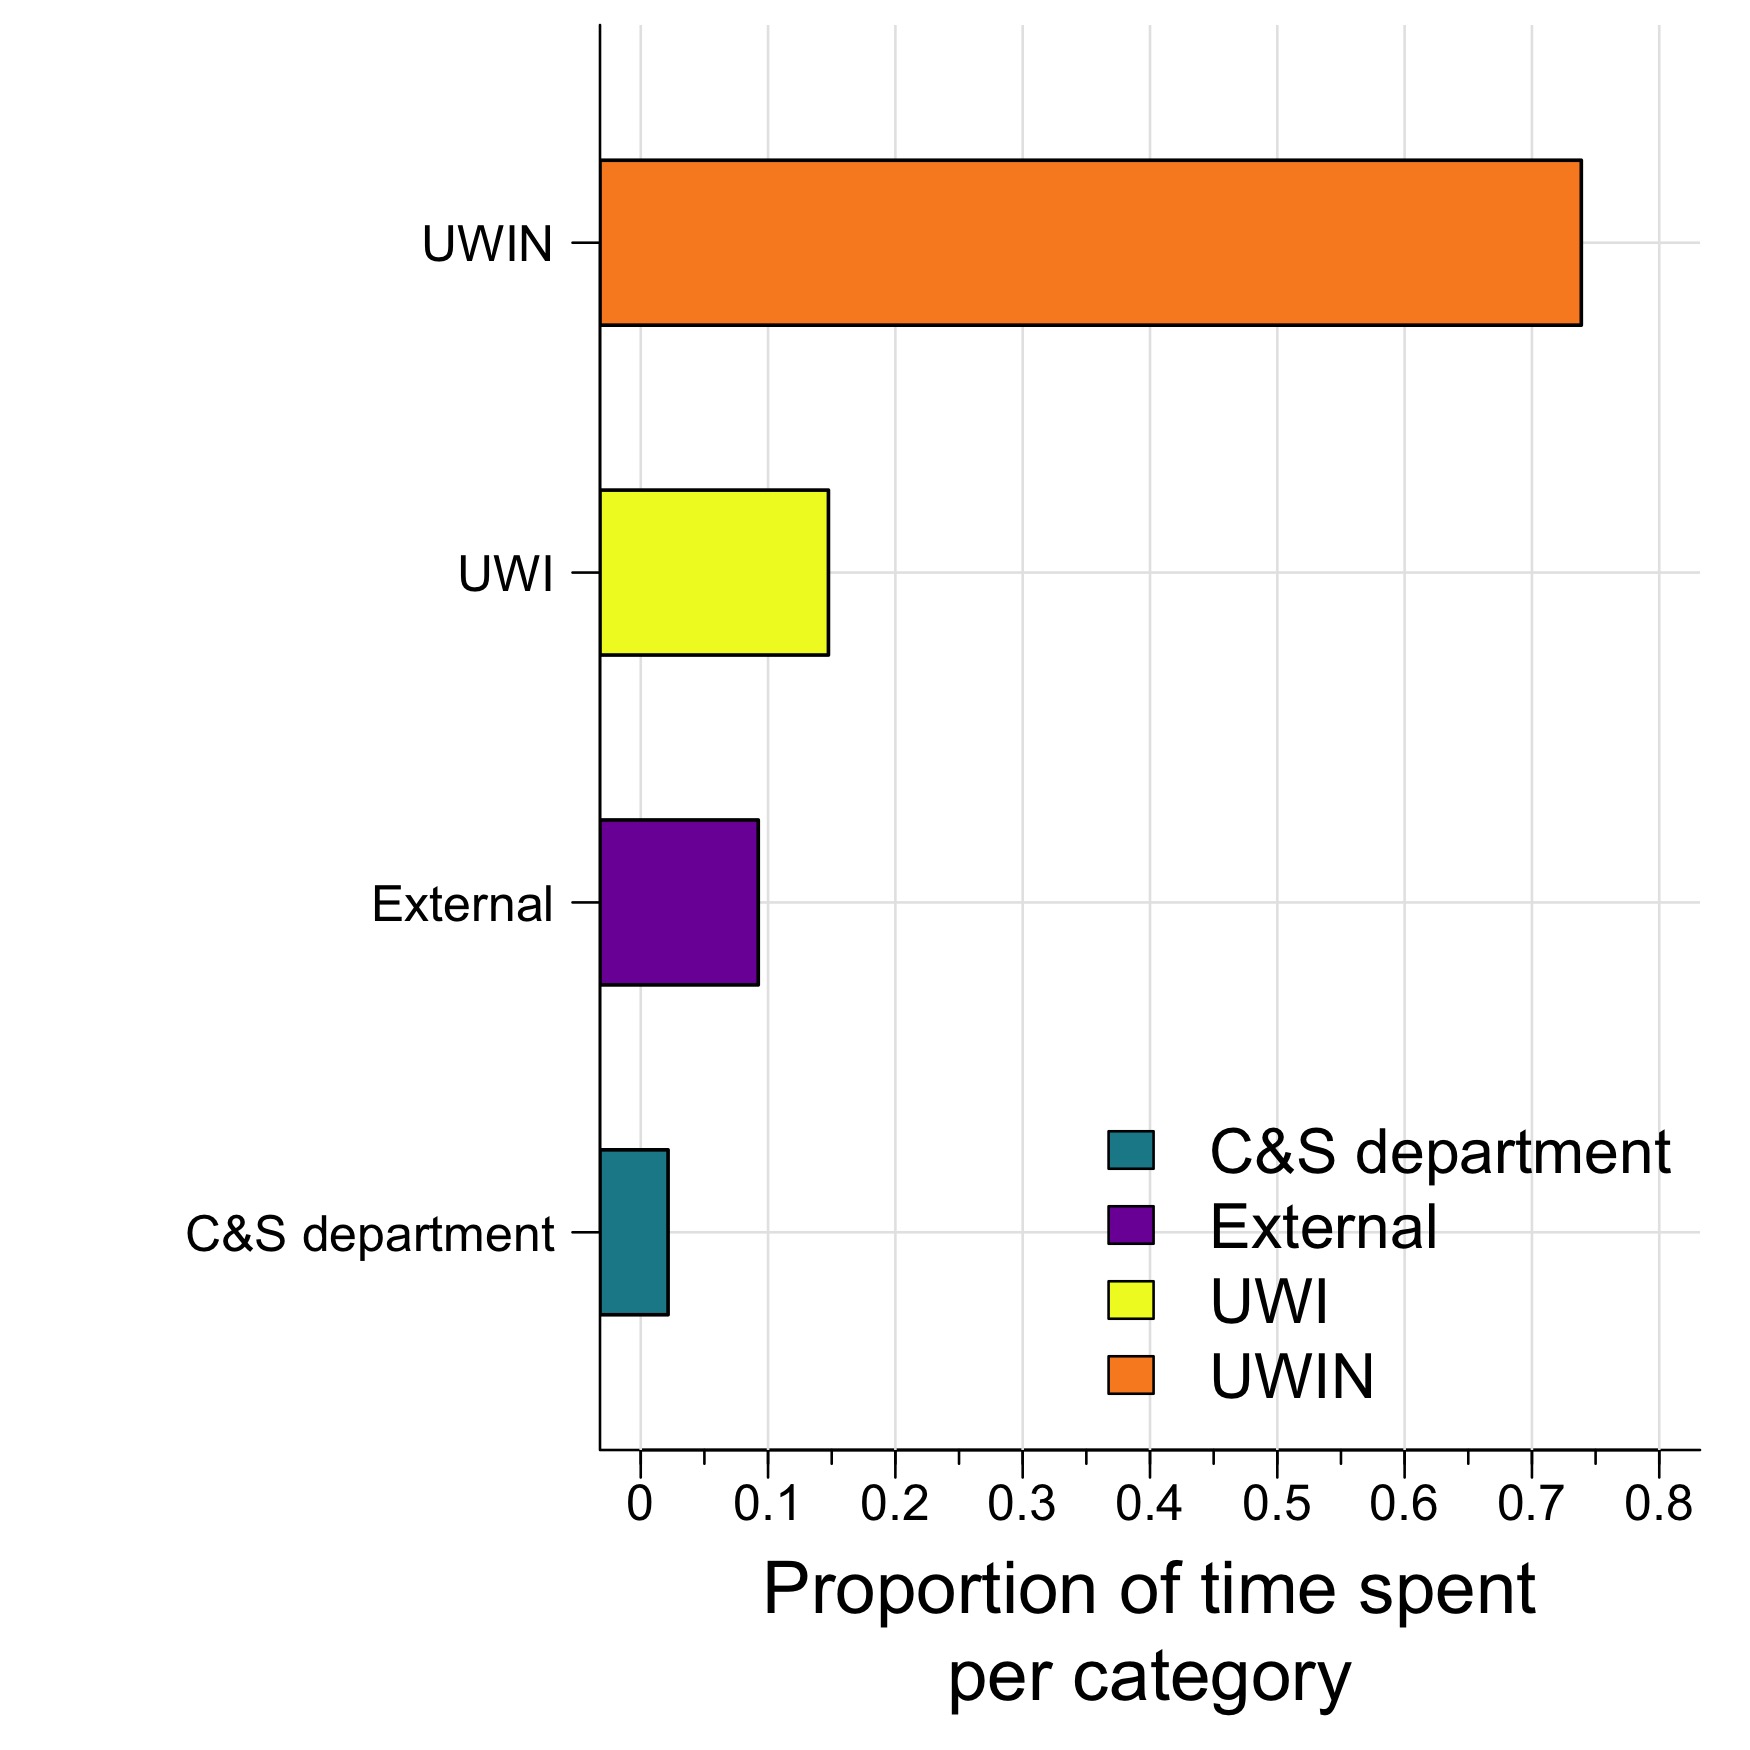 UWIN
UWI
External
C&S department
C&S department
External
UWI
UWIN
0 0.1 0.2 0.3 0.4 0.5 0.6 0.7 0.8
Proportion of time spent
per category